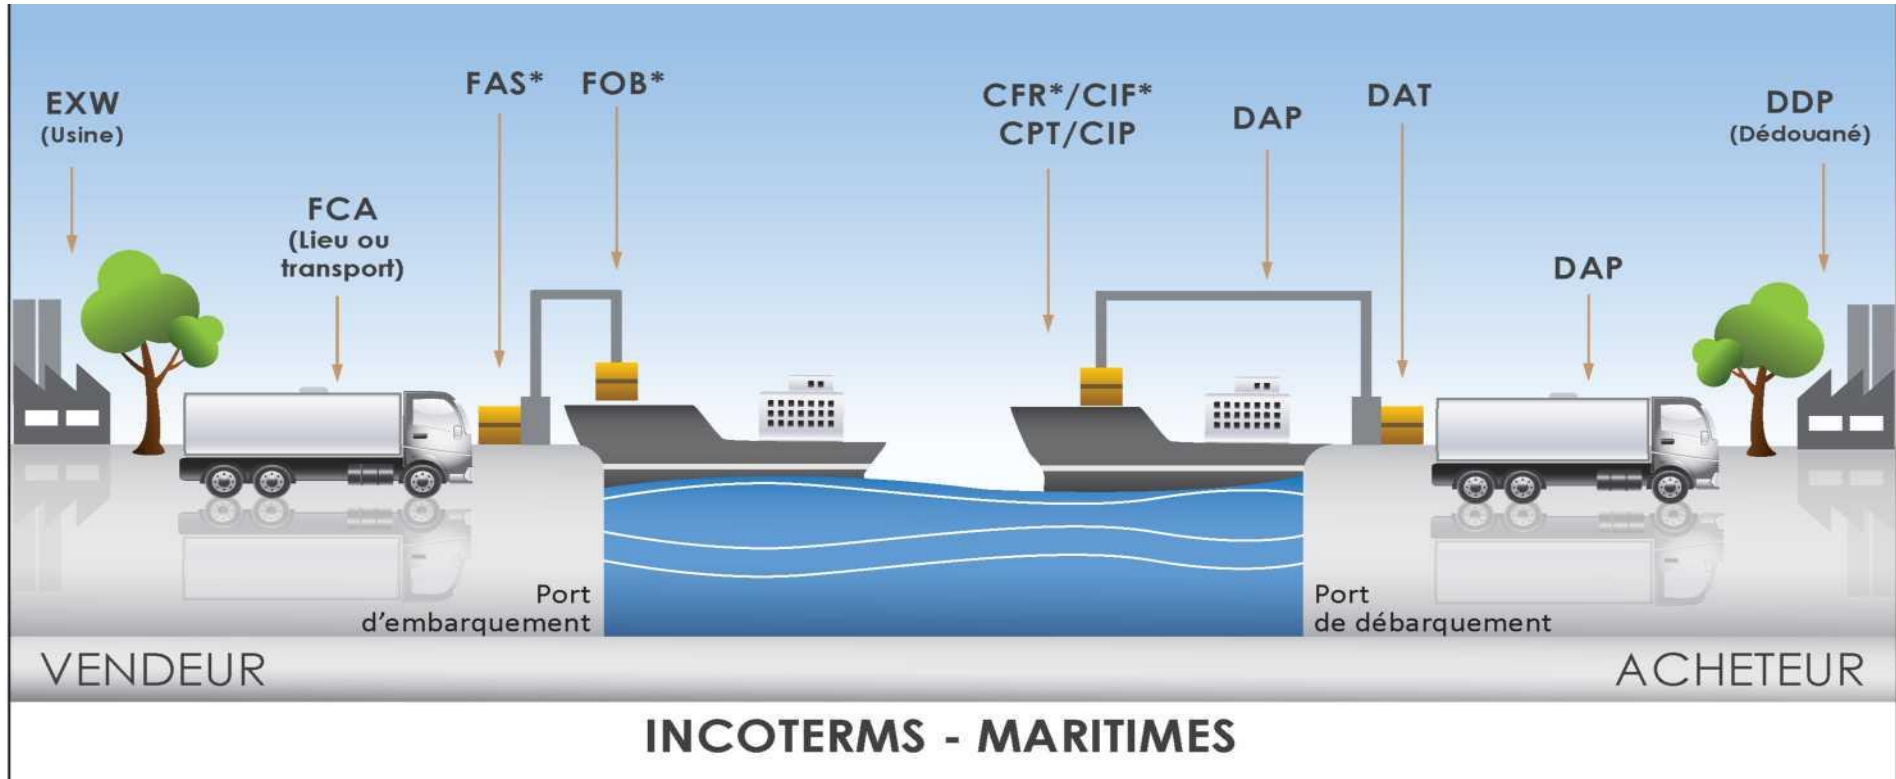 EXW
(Usine)
FCA
(Lieu ou
transport)
FAS*
FOB*
CFR*/CIF*
CPT/CIP
DAP
DAT
DAP
DDP
(Dédouané)
Port
d'embarquement
Port
de débarquement
VENDEUR
ACHETEUR
INCOTERMS - MARITIMES